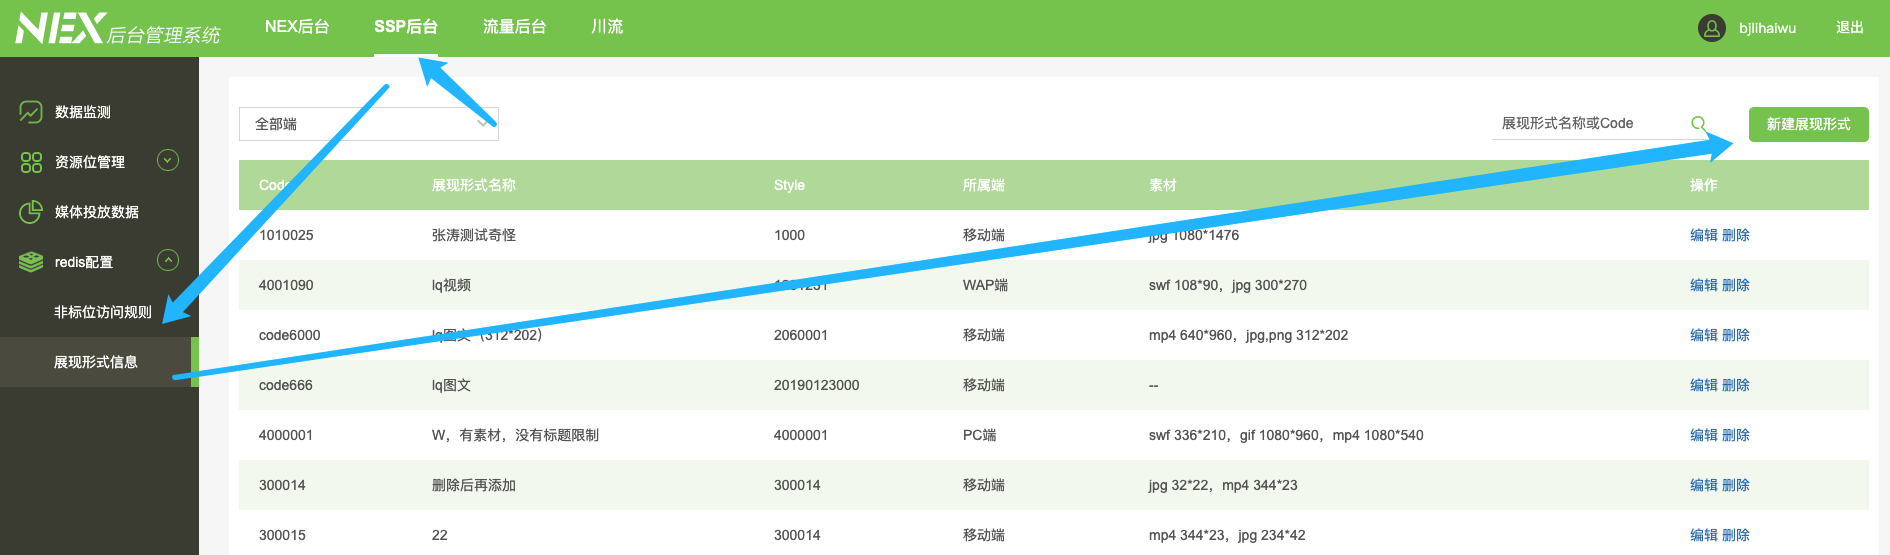 NEX后台管理系统 NEX后台 SSP后台 流量后台 川流 bjlihaiwu 退出
数据监测
资源位管理
媒体投放数据
redis配置
非标位访问规则
展现形式信息
全部端 展现形式名称或Code 新建展现形式
Code 展现形式名称 Style 所属端 素材 操作
1010025 张涛测试奇怪 1000 移动端 jpg 1080*1476 编辑 删除
4001090 lq视频 WAP端 swf 108*90，jpg 300*270 编辑 删除
code6000 lq图文（312*202） 2060001 移动端 mp4 640*960，jpg,png 312*202 编辑 删除
code666 lq图文 20190123000 移动端 -- 编辑 删除
4000001 W，有素材，没有标题限制 4000001 PC端 swf 336*210，gif 1080*960，mp4 1080*540 编辑 删除
300014 删除后再添加 300014 移动端 jpg 32*22，mp4 344*23 编辑 删除
300015 22 300014 移动端 mp4 344*23，jpg 234*42 编辑 删除